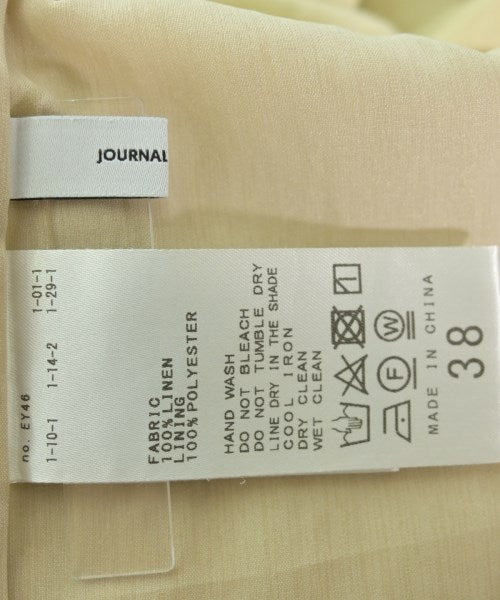 JOURNAL
no. EY46
1-10-1 1-14-2 1-01-1
1-29-1
FABRIC
100%LINEN
LINING
100%POLYESTER
HAND WASH
DO NOT BLEACH
DO NOT TUMBLE DRY
LINE DRY IN THE SHADE
COOL IRON
DRY CLEAN
WET CLEAN
F
W
MADE IN CHINA
38